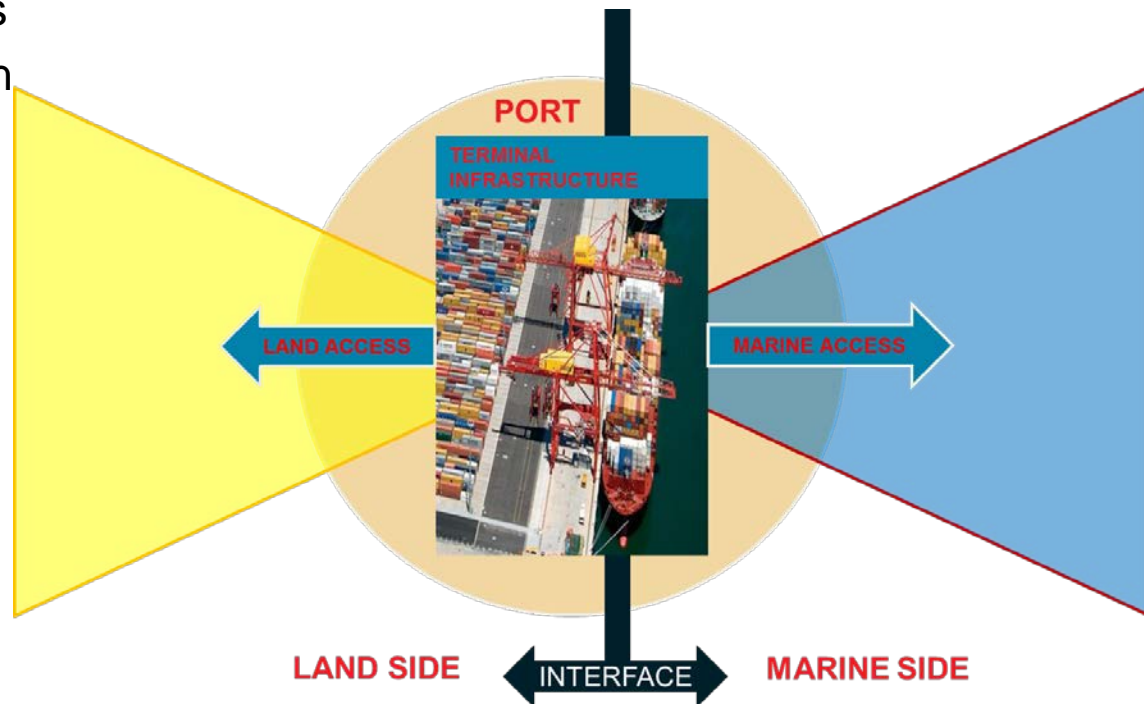 s
n
PORT
TERMINAL
INFRASTRUCTURE
LAND ACCESS
MARINE ACCESS
LAND SIDE
INTERFACE
MARINE SIDE